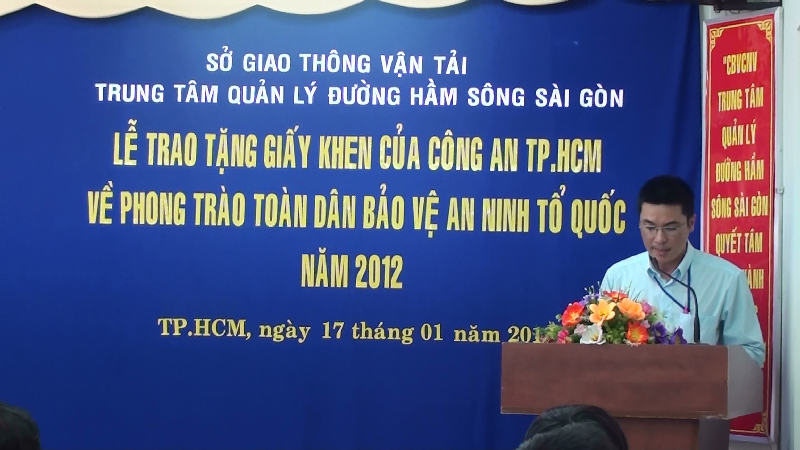 SỞ GIAO THÔNG VẬN TẢI
TRUNG TÂM QUẢN LÝ ĐƯỜNG HẦM SÔNG SÀI GÒN
LỄ TRAO TẶNG GIẤY KHEN CỦA CÔNG AN TP.HCM
VỀ PHONG TRÀO TOÀN DÂN BẢO VỆ AN NINH TỔ QUỐC
NĂM 2012
TP.HCM, ngày 17 tháng 01 năm
"CBVCNV
TRUNG TÂM
QUẢN LÝ
ĐƯỜNG HẦM
SÔNG SÀI GÒN
QUYẾT TÂM